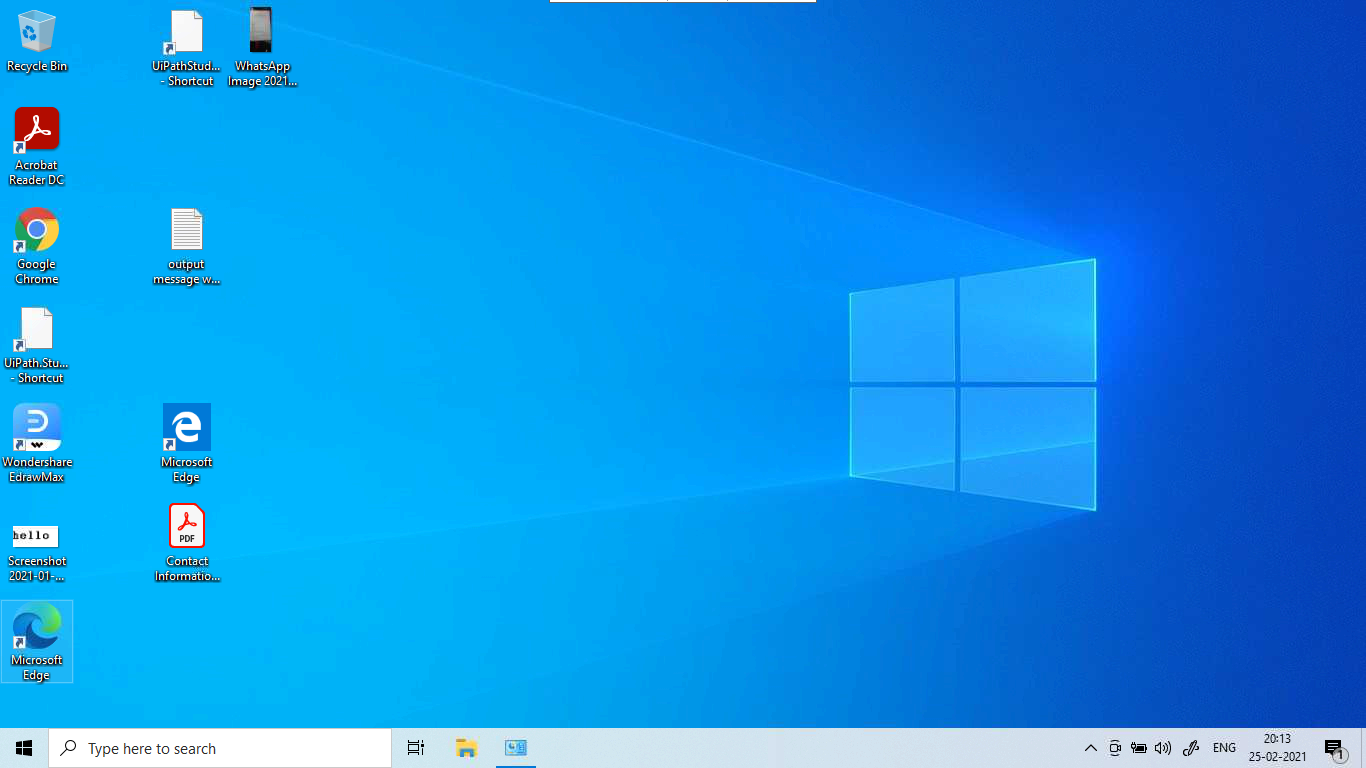 Recycle Bin
UiPathStud...
- Shortcut
WhatsApp
Image 2021...
Acrobat
Reader DC
Google
Chrome
output
message w...
UiPath.Stu...
- Shortcut
Wondershare
EdrawMax
Microsoft
Edge
hello
Screenshot
2021-01-...
PDF
Contact
Informatio...
Microsoft
Edge
Type here to search
ENG
20:13
25-02-2021
1